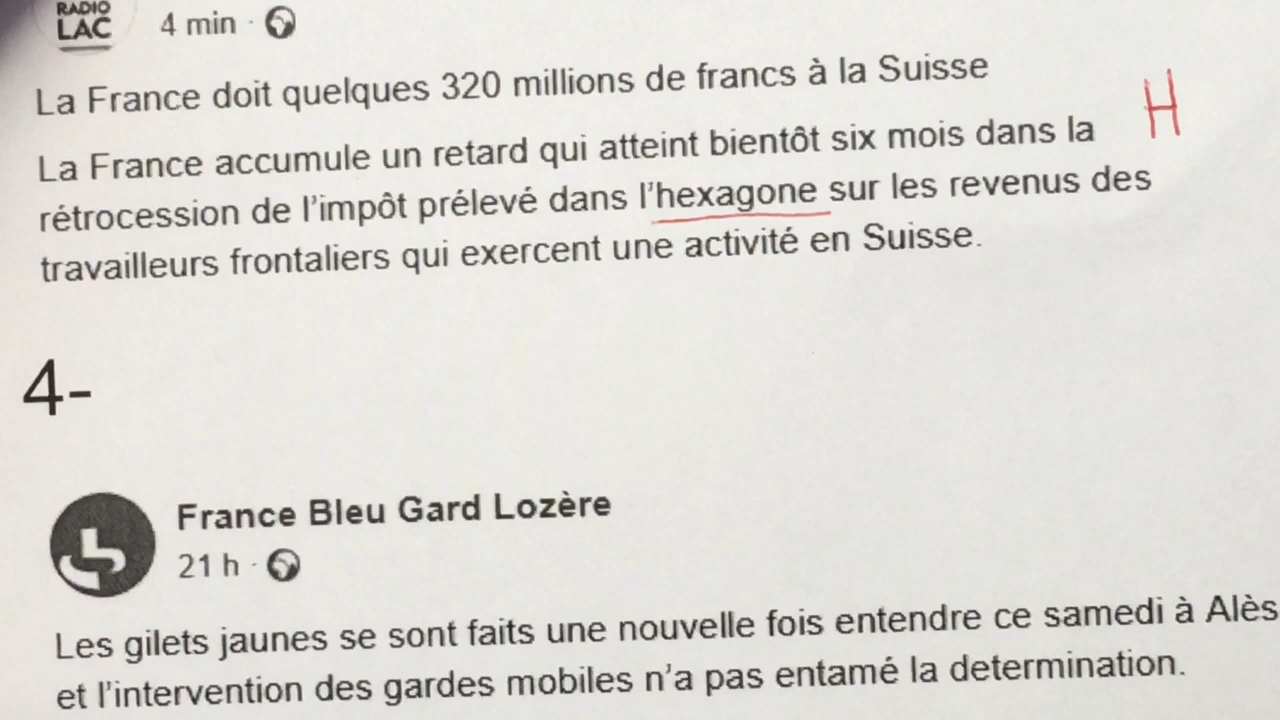 RADIO
LAC
4 min ·
La France doit quelques 320 millions de francs à la Suisse
H
La France accumule un retard qui atteint bientôt six mois dans la
rétrocession de l'impôt prélevé dans l'hexagone sur les revenus des
travailleurs frontaliers qui exercent une activité en Suisse.
4-
France Bleu Gard Lozère
21 h ·
Les gilets jaunes se sont faits une nouvelle fois entendre ce samedi à Alès
et l'intervention des gardes mobiles n'a pas entamé la determination.